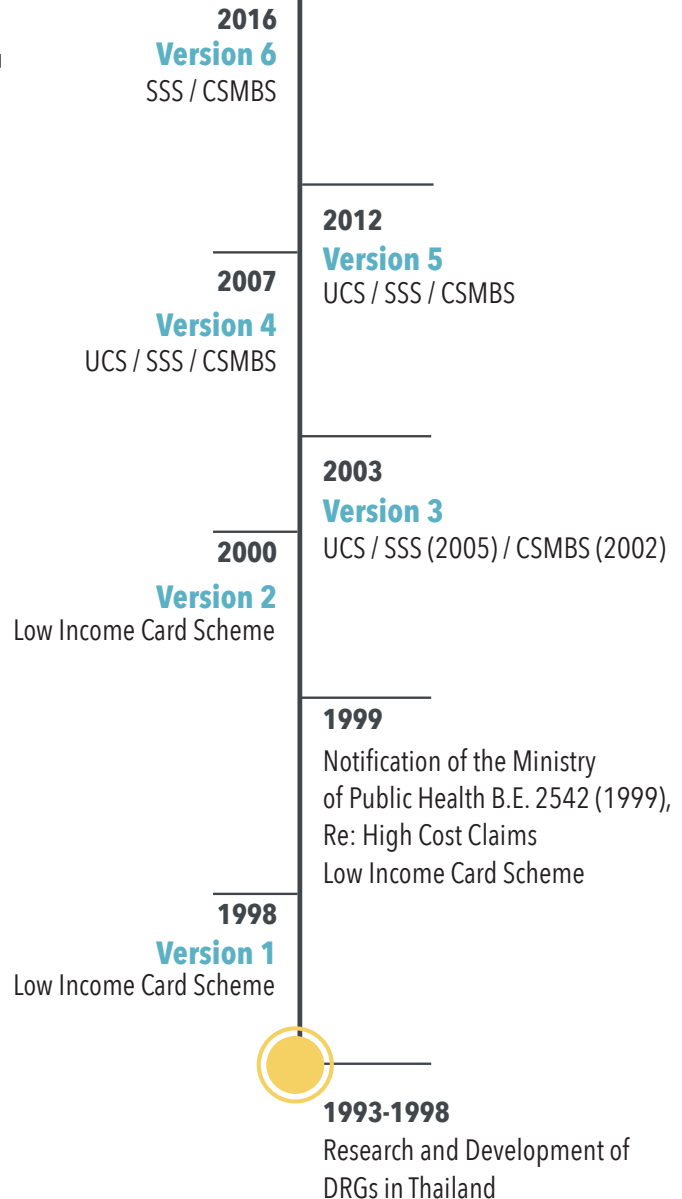 2016
Version 6
SSS / CSMBS
2012
Version 5
UCS / SSS / CSMBS
2007
Version 4
UCS / SSS / CSMBS
2003
Version 3
UCS / SSS (2005) / CSMBS (2002)
2000
Version 2
Low Income Card Scheme
1999
Notification of the Ministry
of Public Health B.E. 2542 (1999),
Re: High Cost Claims
Low Income Card Scheme
1998
Version 1
Low Income Card Scheme
1993-1998
Research and Development of
DRGs in Thailand